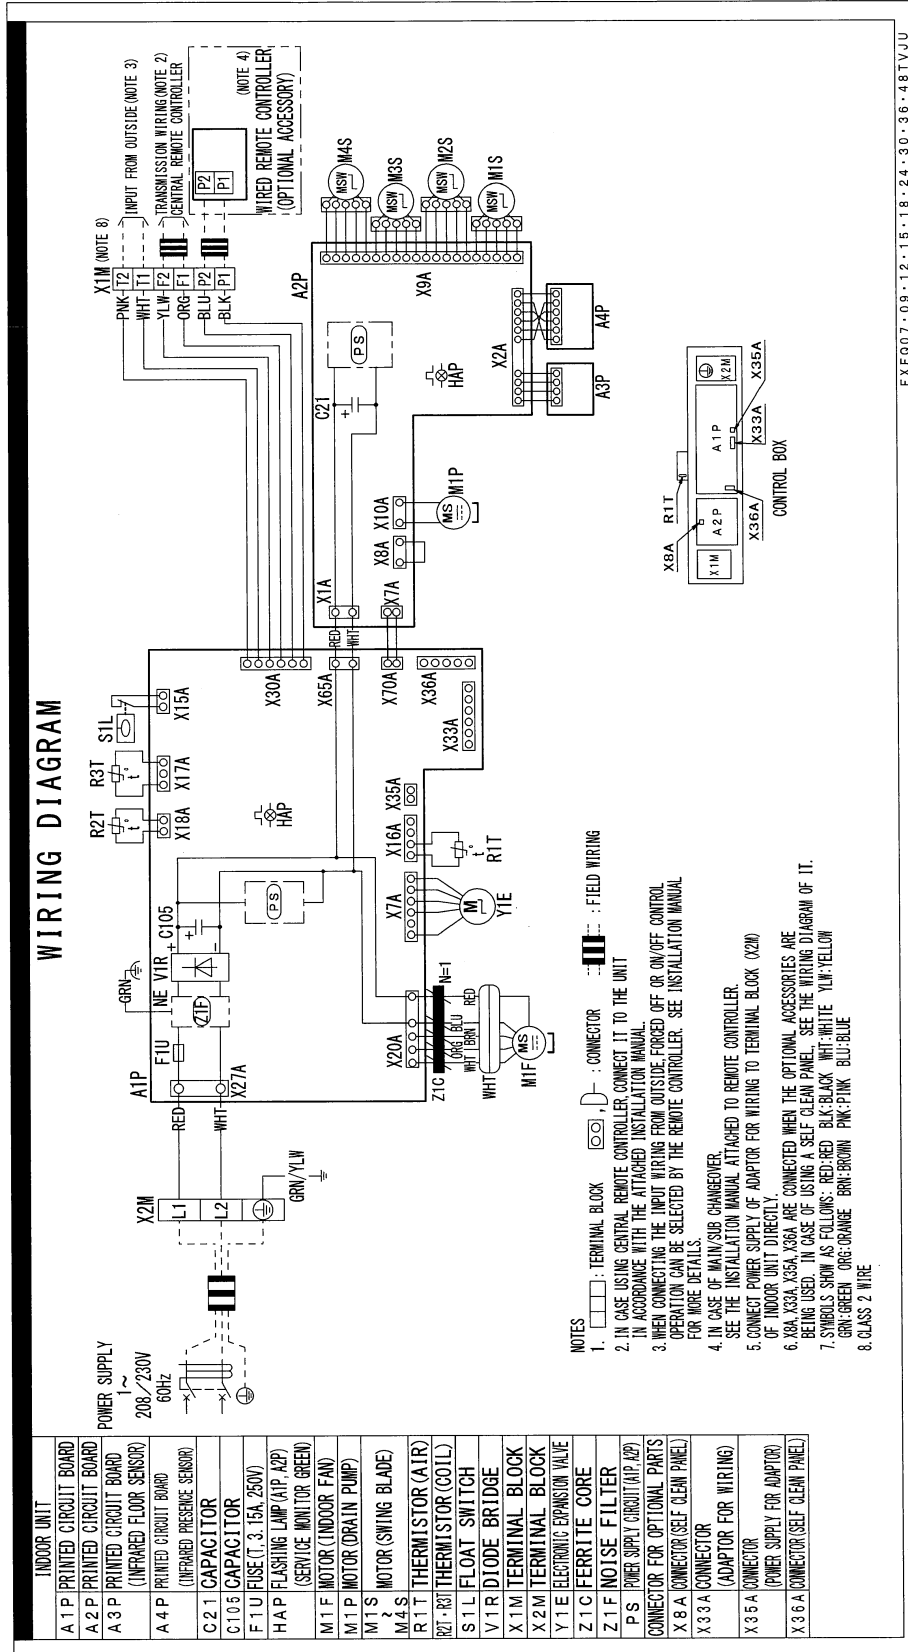 WIRING DIAGRAM
INDOOR UNIT
A1P PRINTED CIRCUIT BOARD
A2P PRINTED CIRCUIT BOARD
A3P PRINTED CIRCUIT BOARD
(INFRARED FLOOR SENSOR)
A4P PRINTED CIRCUIT BOARD
(INFRARED PRESENCE SENSOR)
C21 CAPACITOR
C105 CAPACITOR
F1U FUSE(T, 3. 15A, 250V)
HAP FLASHING LAMP(A1P, A2P)
(SERVICE MONITOR GREEN)
M1F MOTOR(INDOOR FAN)
M1P MOTOR(DRAIN PUMP)
M1S ~ M4S MOTOR(SWING BLADE)
R1T THERMISTOR(AIR)
R2T・R3T THERMISTOR(COIL)
S1L FLOAT SWITCH
V1R DIODE BRIDGE
X1M TERMINAL BLOCK
X2M TERMINAL BLOCK
Y1E ELECTRONIC EXPANSION VALVE
Z1C FERRITE CORE
Z1F NOISE FILTER
PS POWER SUPPLY CIRCUIT(A1P, A2P)
CONNECTOR FOR OPTIONAL PARTS
X8A CONNECTOR(SELF CLEAN PANEL)
X33A CONNECTOR
(ADAPTOR FOR WIRING)
X35A CONNECTOR
(POWER SUPPLY FOR ADAPTOR)
X36A CONNECTOR(SELF CLEAN PANEL)
POWER SUPPLY
1~
208/230V
60Hz
X2M
L1
L2
GRN/YLW
RED
WHT
A1P
X27A
F1U
GRN
NE
Z1F
V1R
+
-
C105
+
PS
R2T
t°
X18A
R3T
t°
X17A
S1L
X15A
HAP
X30A
X65A
X70A
X36A
X33A
X35A
X16A
R1T
t°
X7A
M
Y1E
X20A
Z1C
N=1
WHT
ORG
BRN
BLU
RED
WHT
MS
M1F
RED
WHT
X1A
X7A
X8A
X10A
MS
M1P
A2P
C21
+
PS
HAP
X9A
X2A
A3P
A4P
MSW
M4S
MSW
M3S
MSW
M2S
MSW
M1S
X1M (NOTE 8)
PNK T2
WHT T1
YLW F2
ORG F1
BLU P2
BLK P1
INPUT FROM OUTSIDE(NOTE 3)
TRANSMISSION WIRING(NOTE 2)
CENTRAL REMOTE CONTROLLER
P2
P1
(NOTE 4)
WIRED REMOTE CONTROLLER
(OPTIONAL ACCESSORY)
NOTES
1. : TERMINAL BLOCK , : CONNECTOR : FIELD WIRING
2. IN CASE USING CENTRAL REMOTE CONTROLLER, CONNECT IT TO THE UNIT
IN ACCORDANCE WITH THE ATTACHED INSTALLATION MANUAL.
3. WHEN CONNECTING THE INPUT WIRING FROM OUTSIDE, FORCED OFF OR ON/OFF CONTROL
OPERATION CAN BE SELECTED BY THE REMOTE CONTROLLER. SEE INSTALLATION MANUAL
FOR MORE DETAILS.
4. IN CASE OF MAIN/SUB CHANGEOVER,
SEE THE INSTALLATION MANUAL ATTACHED TO REMOTE CONTROLLER.
5. CONNECT POWER SUPPLY OF ADAPTOR FOR WIRING TO TERMINAL BLOCK (X2M)
OF INDOOR UNIT DIRECTLY.
6. X8A, X33A, X35A, X36A ARE CONNECTED WHEN THE OPTIONAL ACCESSORIES ARE
BEING USED. IN CASE OF USING A SELF CLEAN PANEL, SEE THE WIRING DIAGRAM OF IT.
7. SYMBOLS SHOW AS FOLLOWS: RED:RED BLK:BLACK WHT:WHITE YLW:YELLOW
GRN:GREEN ORG:ORANGE BRN:BROWN PNK:PINK BLU:BLUE
8. CLASS 2 WIRE
X8A
R1T
X1M
A2P
A1P
X2M
X36A
X33A
X35A
CONTROL BOX
FXFQ07・09・12・15・18・24・30・36・48TVJU